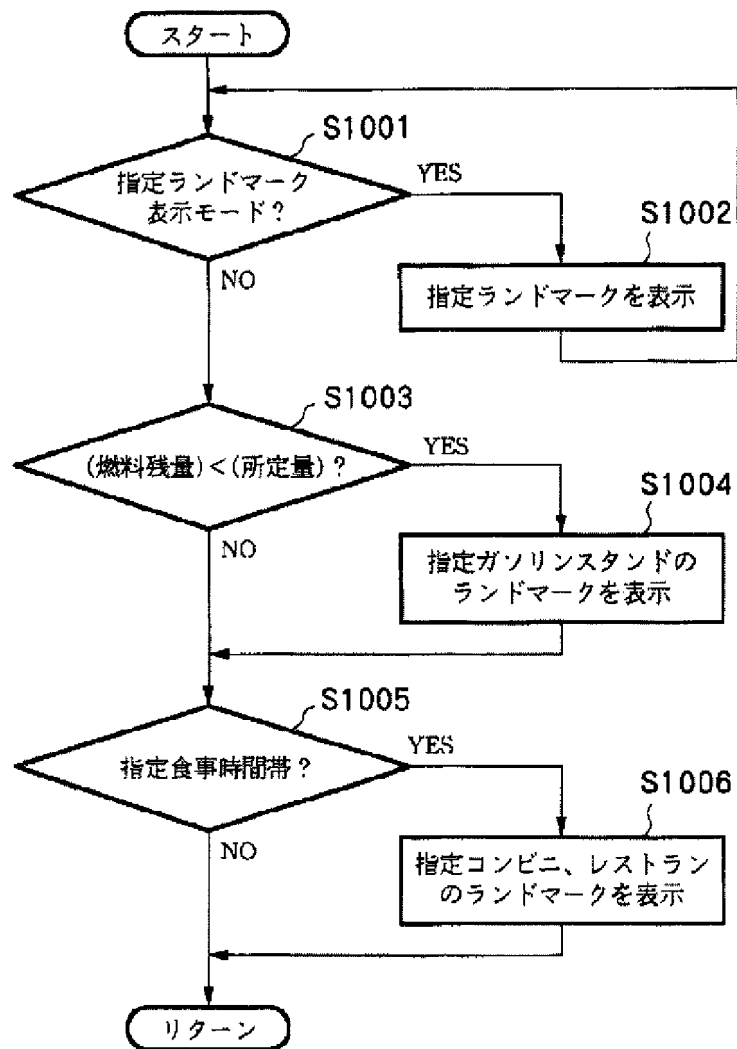 スタート
S1001
指定ランドマーク
表示モード？
YES
NO
S1002
指定ランドマークを表示
S1003
(燃料残量)＜(所定量)？
YES
NO
S1004
指定ガソリンスタンドの
ランドマークを表示
S1005
指定食事時間帯？
YES
NO
S1006
指定コンビニ、レストラン
のランドマークを表示
リターン